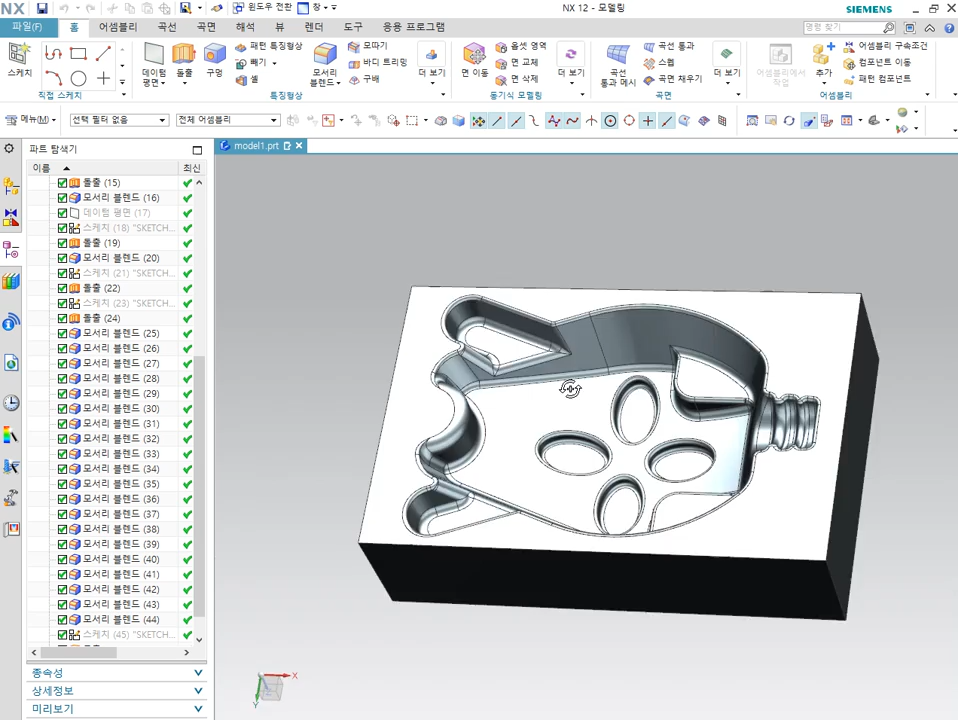 NX
윈도우 전환
창
NX 12 - 모델링
SIEMENS
파일(F)
홈
어셈블리
곡선
곡면
해석
뷰
렌더
도구
응용 프로그램
명령 찾기
스케치
직접 스케치
데이텀
평면
돌출
구멍
패턴 특징형상
빼기
셸
모서리
블렌드
모따기
바디 트리밍
구배
더 보기
특징형상
면 이동
옵셋 영역
면 교체
면 삭제
더 보기
동기식 모델링
곡선
통과 메시
곡선 통과
스웹
곡면 채우기
더 보기
곡면
어셈블리에서
작업
추가
어셈블리 구속조건
컴포넌트 이동
패턴 컴포넌트
어셈블리
메뉴(M)
선택 필터 없음
전체 어셈블리
파트 탐색기
model1.prt
이름
최신
돌출 (15)
모서리 블렌드 (16)
데이텀 평면 (17)
스케치 (18) "SKETCH...
돌출 (19)
모서리 블렌드 (20)
스케치 (21) "SKETCH...
돌출 (22)
스케치 (23) "SKETCH...
돌출 (24)
모서리 블렌드 (25)
모서리 블렌드 (26)
모서리 블렌드 (27)
모서리 블렌드 (28)
모서리 블렌드 (29)
모서리 블렌드 (30)
모서리 블렌드 (31)
모서리 블렌드 (32)
모서리 블렌드 (33)
모서리 블렌드 (34)
모서리 블렌드 (35)
모서리 블렌드 (36)
모서리 블렌드 (37)
모서리 블렌드 (38)
모서리 블렌드 (39)
모서리 블렌드 (40)
모서리 블렌드 (41)
모서리 블렌드 (42)
모서리 블렌드 (43)
모서리 블렌드 (44)
스케치 (45) "SKETCH...
종속성
상세정보
미리보기
X
Y